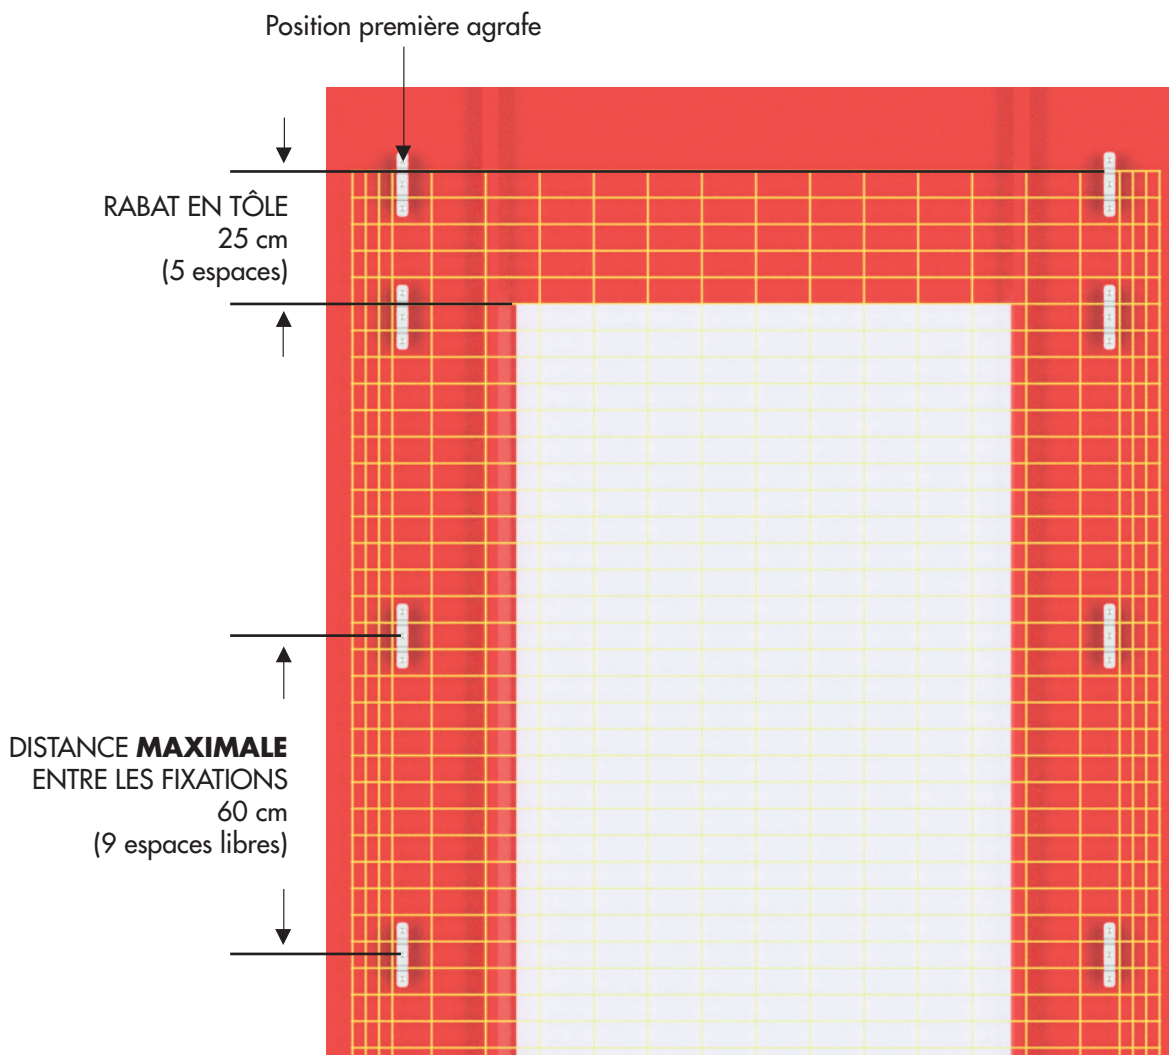 Position première agrafe
RABAT EN TÔLE
25 cm
(5 espaces)
DISTANCE MAXIMALE
ENTRE LES FIXATIONS
60 cm
(9 espaces libres)